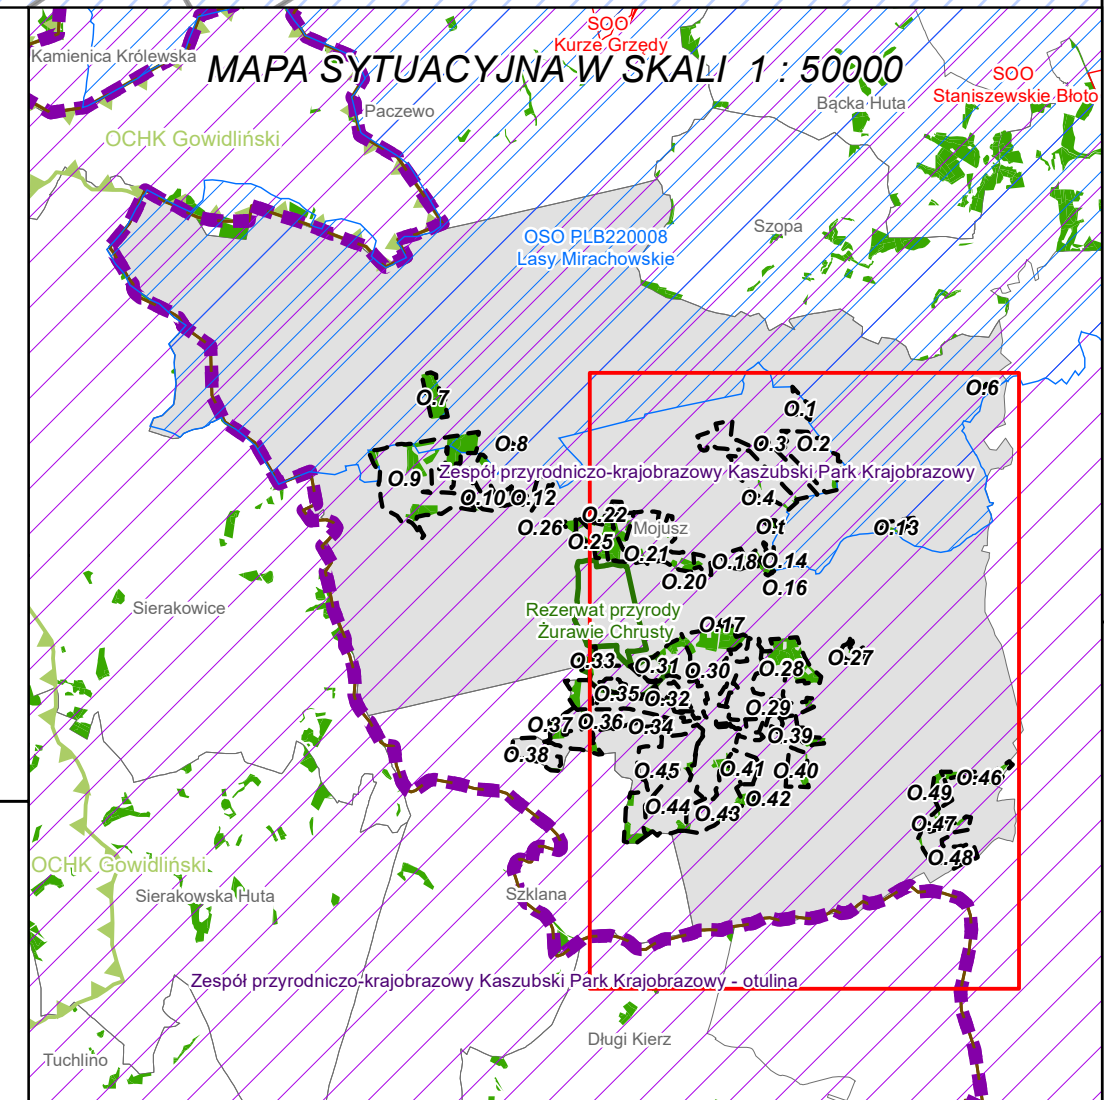 SOO
Kurze Grzędy
Kamienica Królewska
MAPA SYTUACYJNA W SKALI 1 : 50000
SOO
Staniszewskie Błoto
Bącka Huta
Paczewo
OCHK Gowidliński
Szopa
OSO PLB220008
Lasy Mirachowskie
O.6
O.7
O.1
O.8
O.3
O.2
Zespół przyrodniczo-krajobrazowy Kaszubski Park Krajobrazowy
O.9
O.10
O.12
O.4
O.22
O.26
Mojusz
O.t
O.13
O.25
O.21
O.18
O.14
O.20
O.16
Sierakowice
Rezerwat przyrody
Żurawie Chrusty
O.17
O.33
O.31
O.30
O.28
O.27
O.35
O.32
O.29
O.37
O.36
O.34
O.39
O.38
O.45
O.41
O.40
O.46
O.49
O.44
O.43
O.42
O.47
O.48
OCHK Gowidliński
Sierakowska Huta
Szklana
Zespół przyrodniczo-krajobrazowy Kaszubski Park Krajobrazowy - otulina
Długi Kierz
Tuchlino